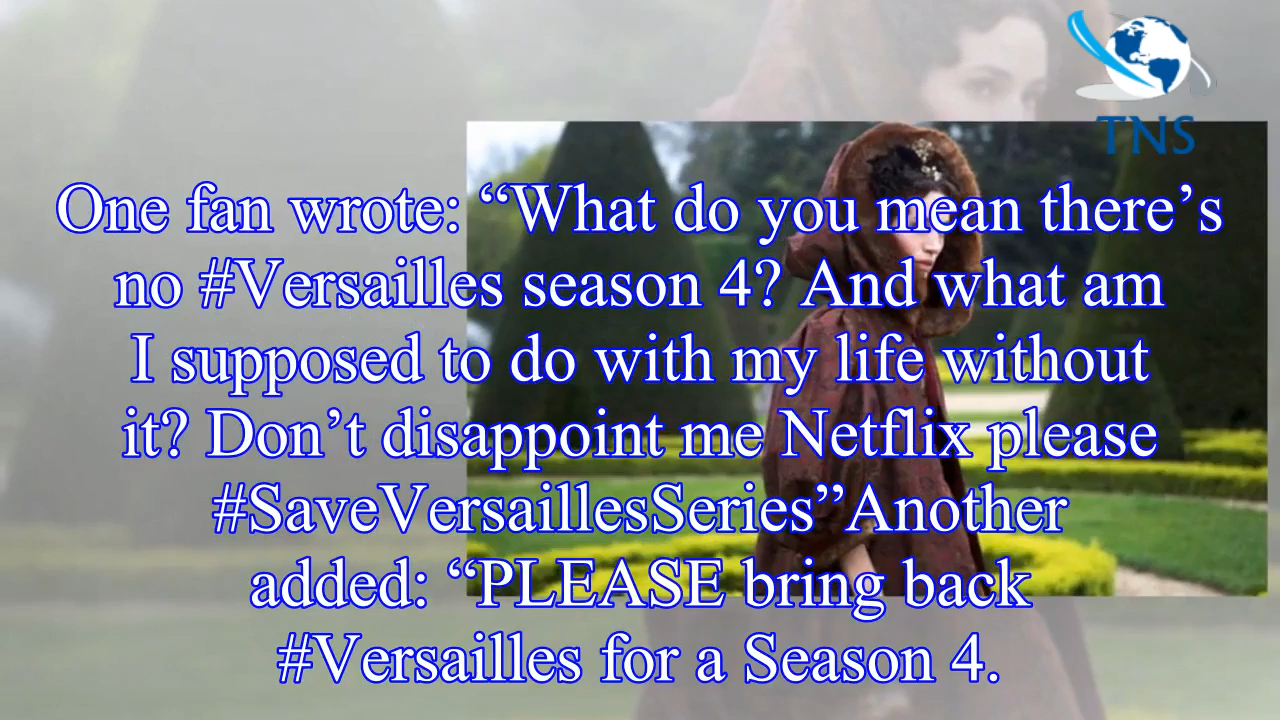 TNS
One fan wrote: “What do you mean there’s
no #Versailles season 4? And what am
I supposed to do with my life without
it? Don’t disappoint me Netflix please
#SaveVersaillesSeries”Another
added: “PLEASE bring back
#Versailles for a Season 4.